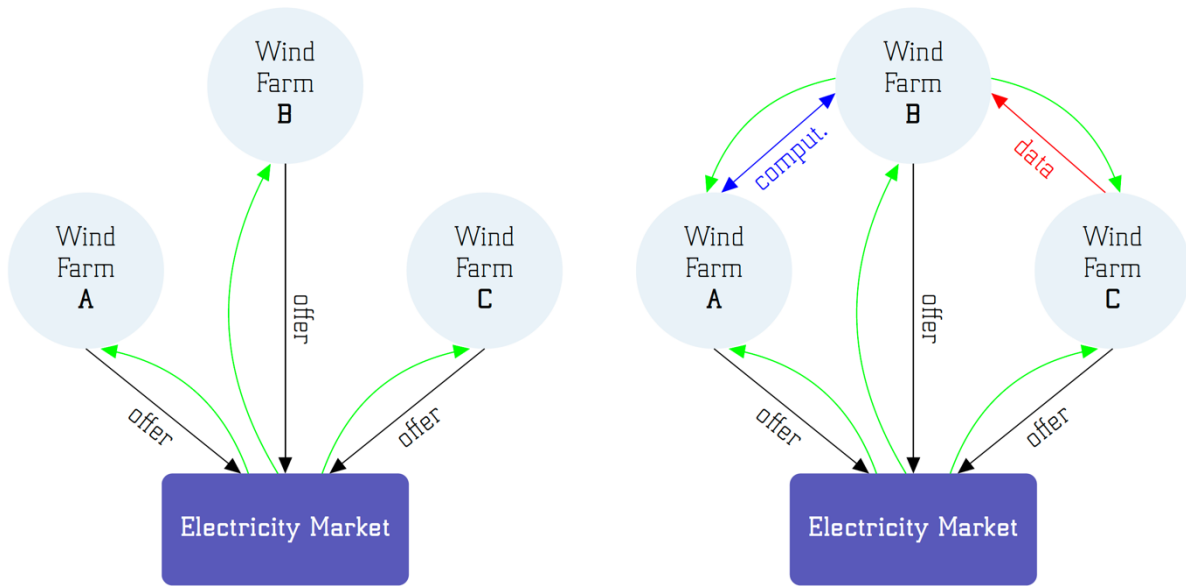 Wind
Farm
B
Wind
Farm
A
Wind
Farm
C
offer
offer
offer
Electricity Market
Wind
Farm
B
comput.
data
Wind
Farm
A
Wind
Farm
C
offer
offer
offer
Electricity Market